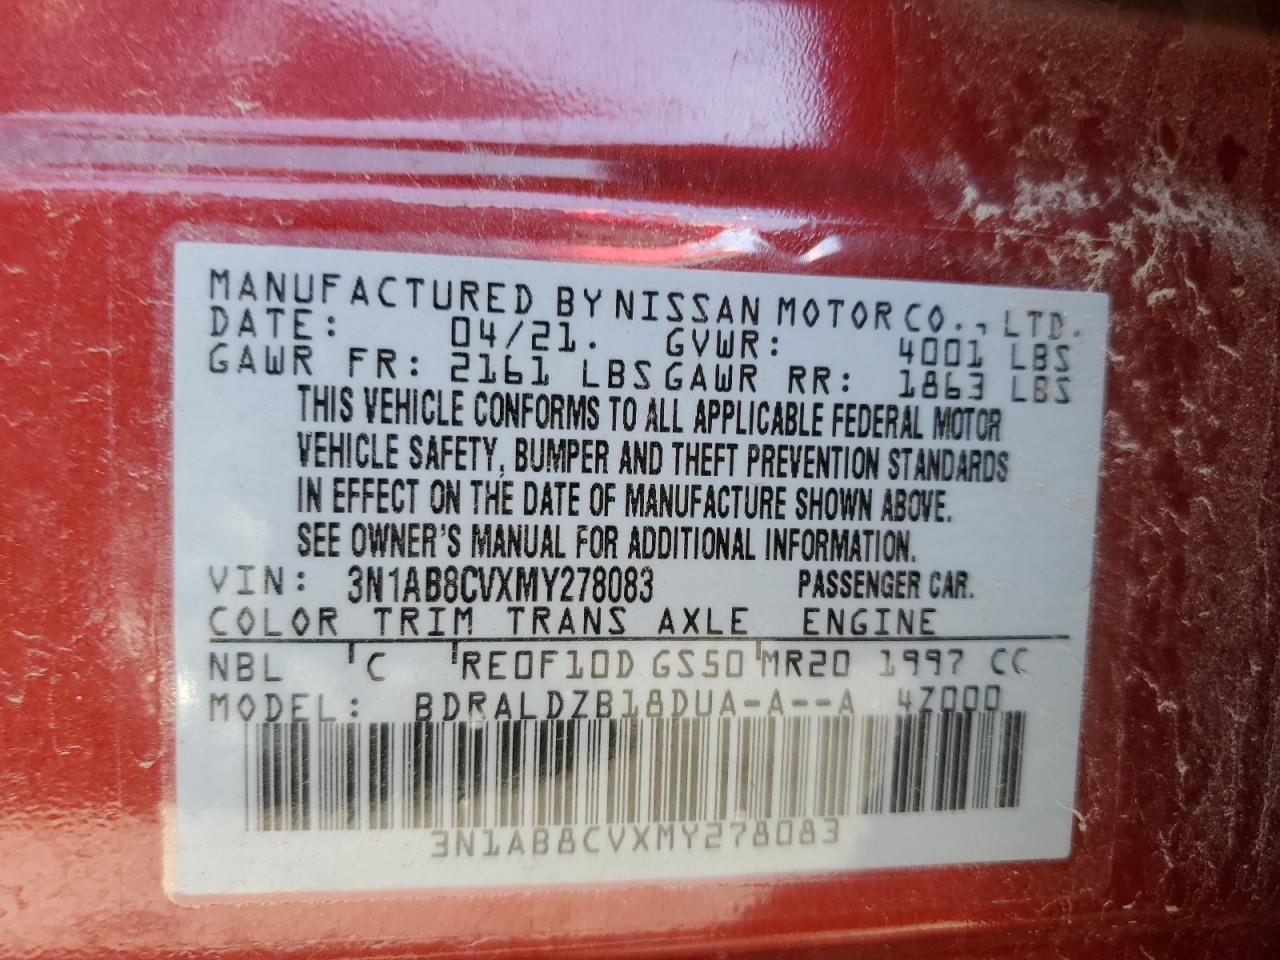 MANUFACTURED BY NISSAN MOTOR CO., LTD.
DATE: 04/21. GVWR: 4001 LBS
GAWR FR: 2161 LBS GAWR RR: 1863 LBS
THIS VEHICLE CONFORMS TO ALL APPLICABLE FEDERAL MOTOR
VEHICLE SAFETY, BUMPER AND THEFT PREVENTION STANDARDS
IN EFFECT ON THE DATE OF MANUFACTURE SHOWN ABOVE.
SEE OWNER'S MANUAL FOR ADDITIONAL INFORMATION.
VIN: 3N1AB8CVXMY278083 PASSENGER CAR.
COLOR TRIM TRANS AXLE ENGINE
NBL C RE0F10D GS50 MR20 1997 CC
MODEL: BDRALDZB18DUA-A--A 4Z000
3N1AB8CVXMY278083